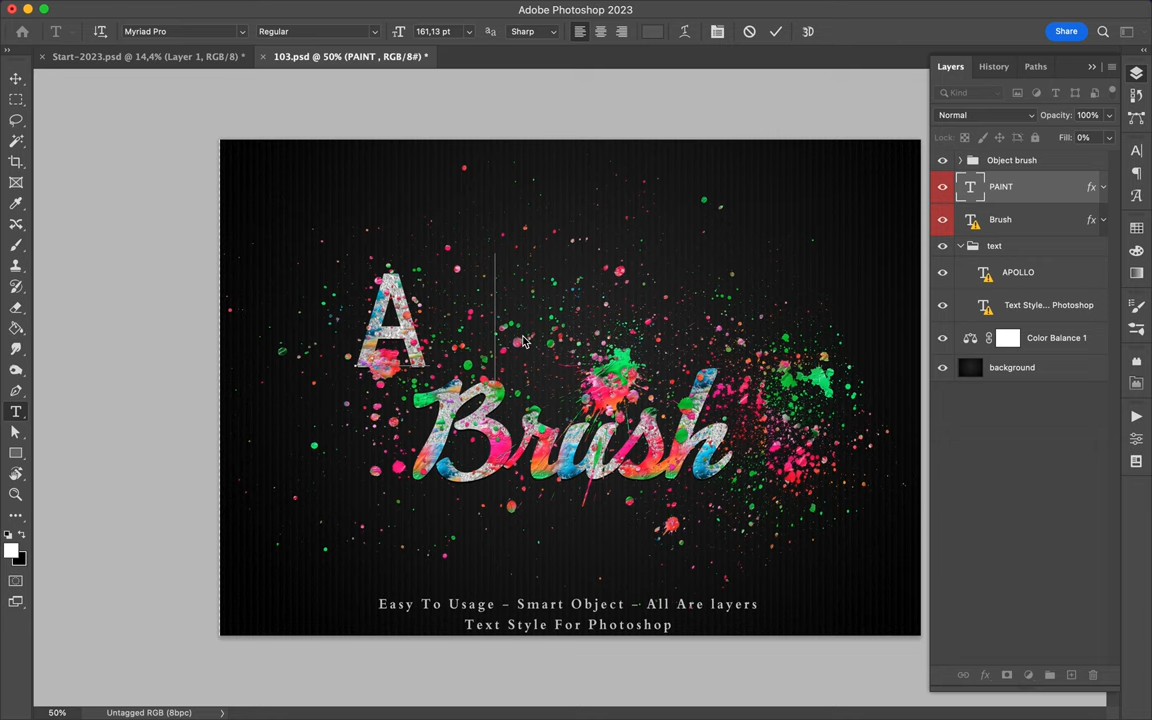 Adobe Photoshop 2023
Myriad Pro
Regular
161,13 pt
Sharp
3D
Share
Start-2023.psd @ 14,4% (Layer 1, RGB/8) *
103.psd @ 50% (PAINT , RGB/8#) *
Layers
History
Paths
Kind
Normal
Opacity: 100%
Lock:
Fill: 0%
Object brush
PAINT
Brush
text
APOLLO
Text Style... Photoshop
Color Balance 1
background
A
Brush
Easy To Usage – Smart Object – All Are layers
Text Style For Photoshop
50%
Untagged RGB (8bpc)